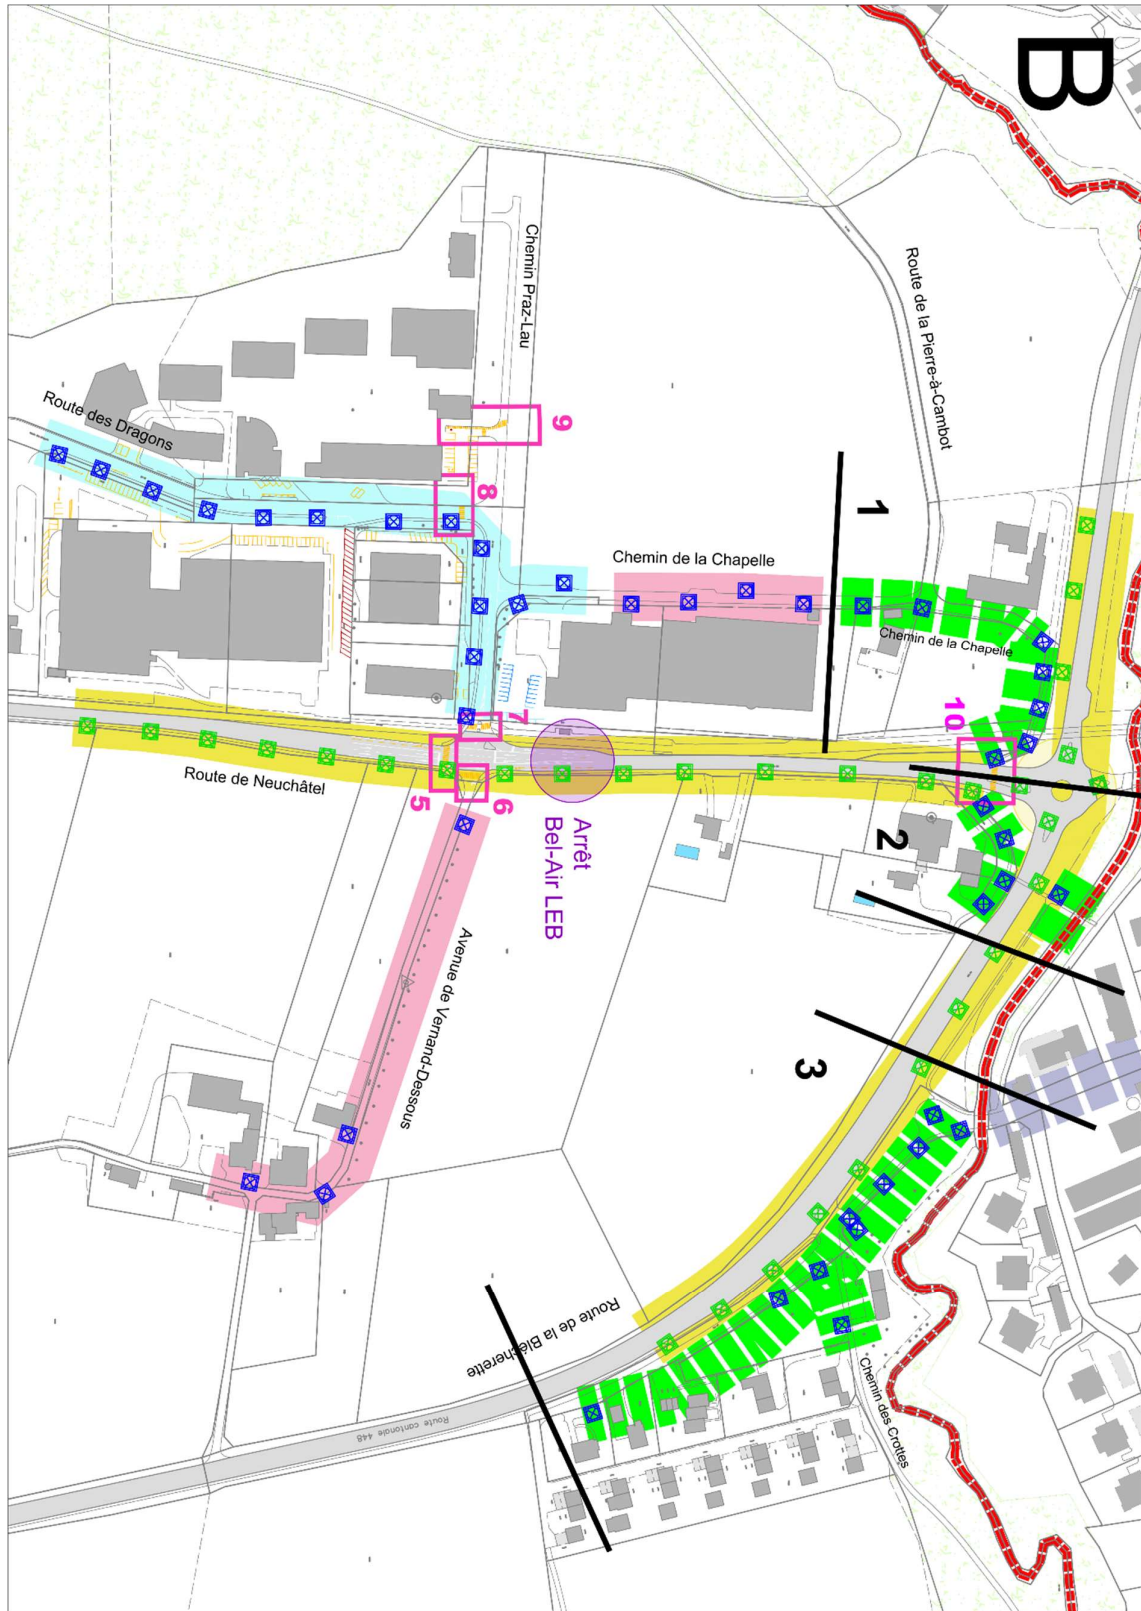 B
Chemin Praz-Lau
Route de la Pierre-à-Cambot
Route des Dragons
9
8
1
Chemin de la Chapelle
Chemin de la Chapelle
7
10
Route de Neuchâtel
5
6
Arrêt
Bel-Air LEB
2
Avenue de Vernand-Dessous
3
Route de la Blécherette
Chemin des Crottes
Route cantonale 448